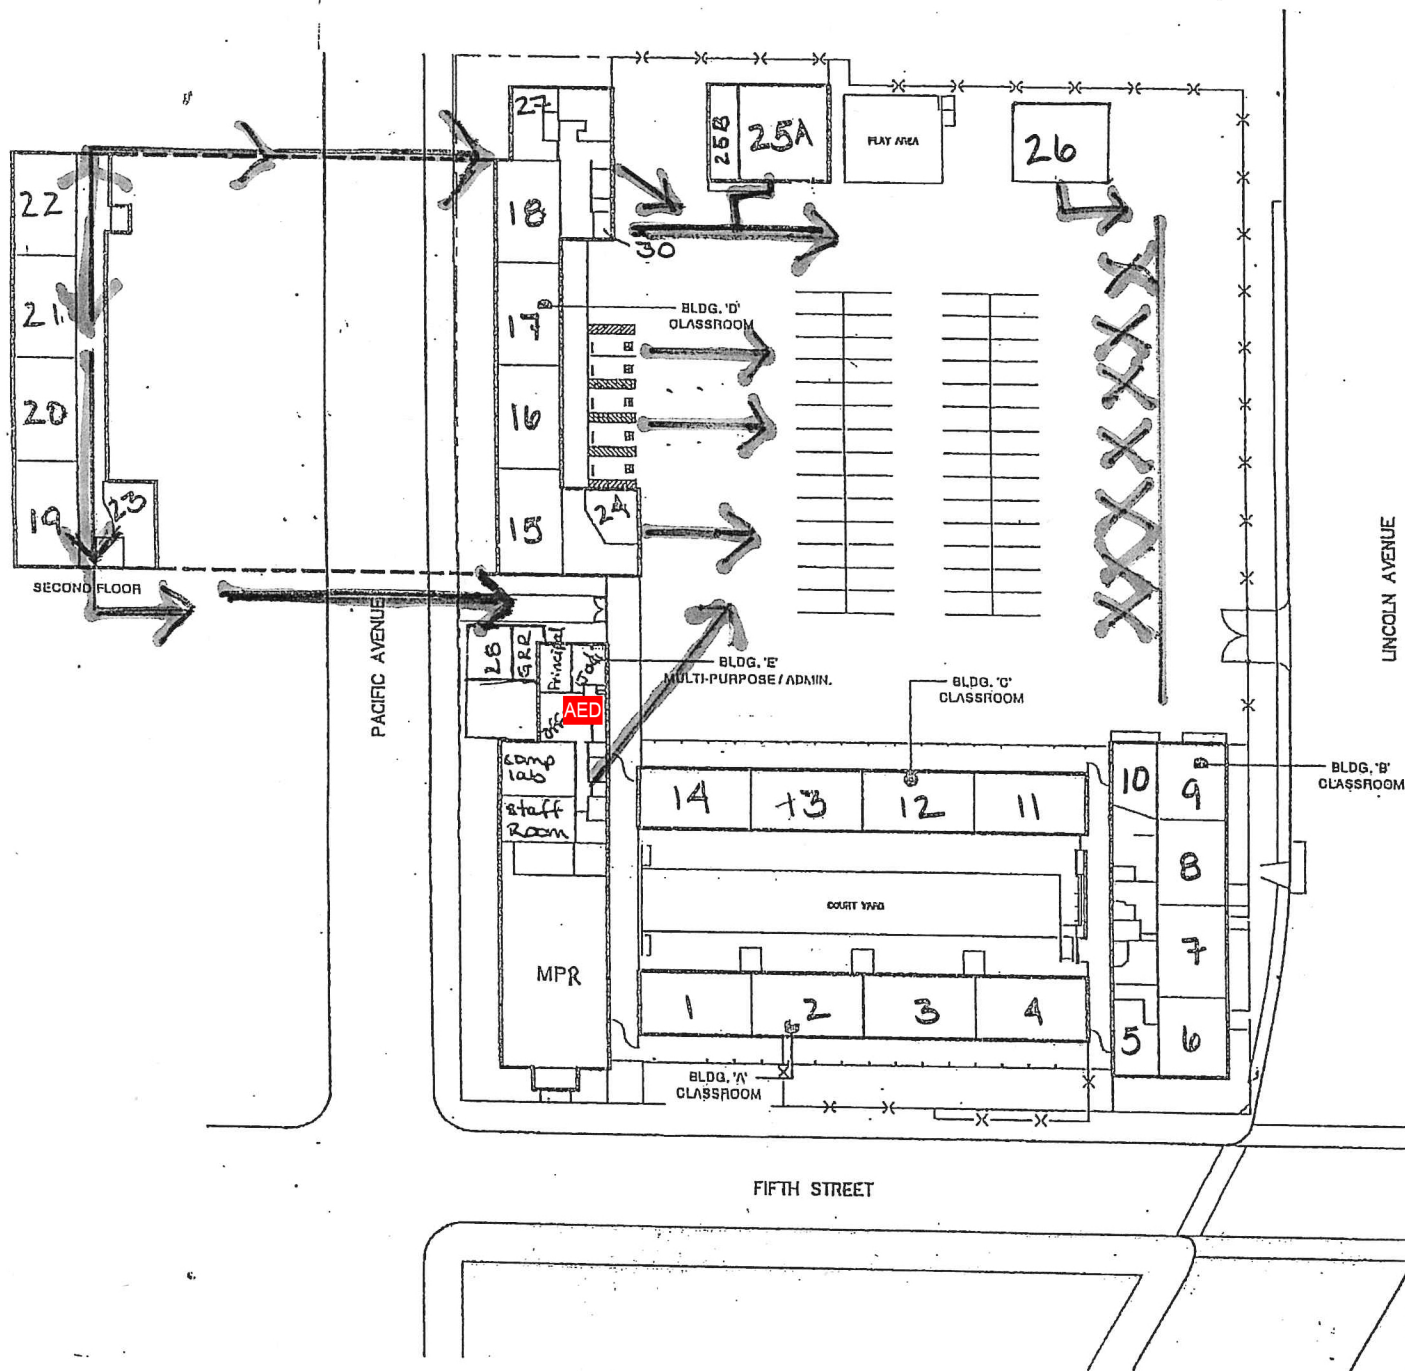 27
25B
25A
PLAY AREA
26
22
18
30
21
17
BLDG. 'D'
CLASSROOM
20
16
19
23
15
24
SECOND FLOOR
PACIFIC AVENUE
LINCOLN AVENUE
28
Principal
BLDG. 'E'
MULTI-PURPOSE / ADMIN.
AED
BLDG. 'C'
CLASSROOM
comp
lab
staff
Room
14
13
12
11
10
9
BLDG. 'B'
CLASSROOM
8
COURT YARD
7
MPR
1
2
3
4
5
6
BLDG. 'A'
CLASSROOM
FIFTH STREET